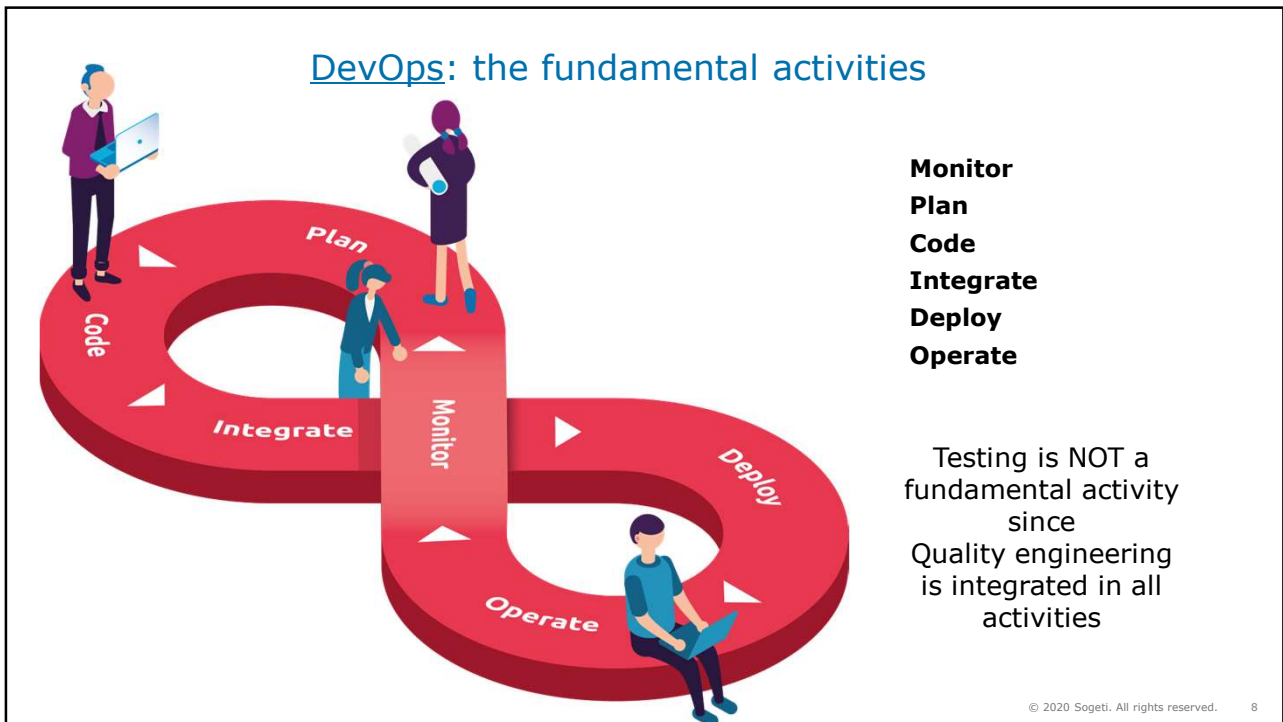 DevOps: the fundamental activities
Plan
Code
Integrate
Monitor
Deploy
Operate
Monitor
Plan
Code
Integrate
Deploy
Operate
Testing is NOT a
fundamental activity
since
Quality engineering
is integrated in all
activities
© 2020 Sogeti. All rights reserved. 8